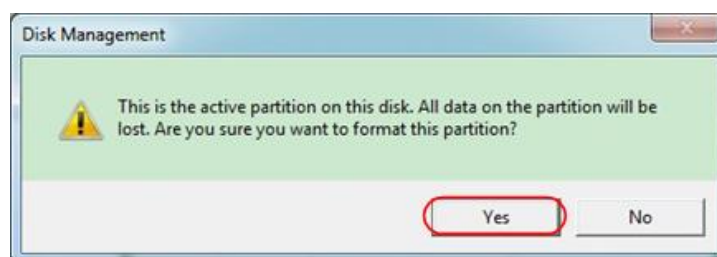 Disk Management
This is the active partition on this disk. All data on the partition will be
lost. Are you sure you want to format this partition?
Yes No